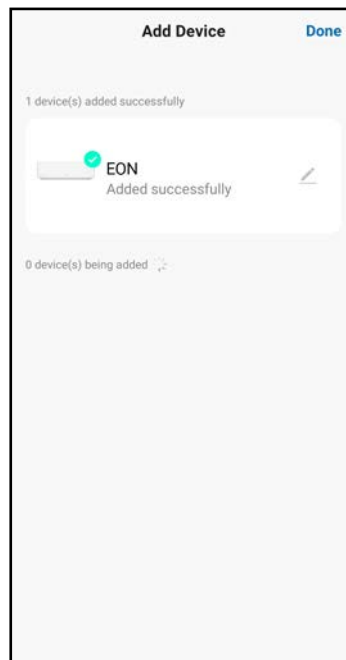 Add Device
Done
1 device(s) added successfully
EON
Added successfully
0 device(s) being added